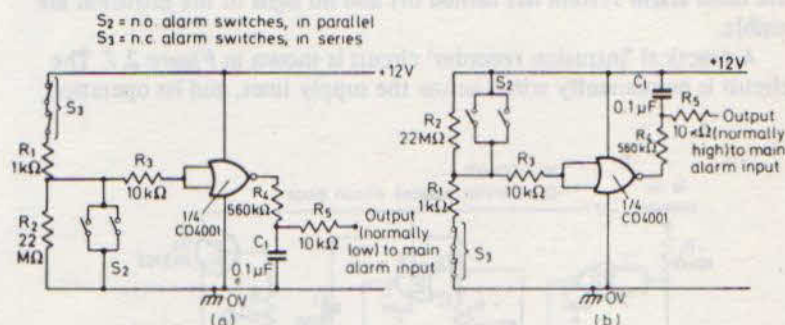 S₂ = n.o. alarm switches, in parallel
S₃ = n.c. alarm switches, in series
+12V
S₃
R₁
1kΩ
R₃
10kΩ
R₂
22
MΩ
S₂
1/4
CD4001
R₄
560kΩ
R₅
10kΩ
C₁
0.1μF
Output
(normally
low) to main
alarm input
0V
(a)
+12V
S₂
R₂
22MΩ
R₁
1kΩ
S₃
R₃
10kΩ
1/4
CD4001
C₁
0.1μF
R₄
560kΩ
R₅
10kΩ
Output
(normally
high) to main
alarm input
0V
(b)